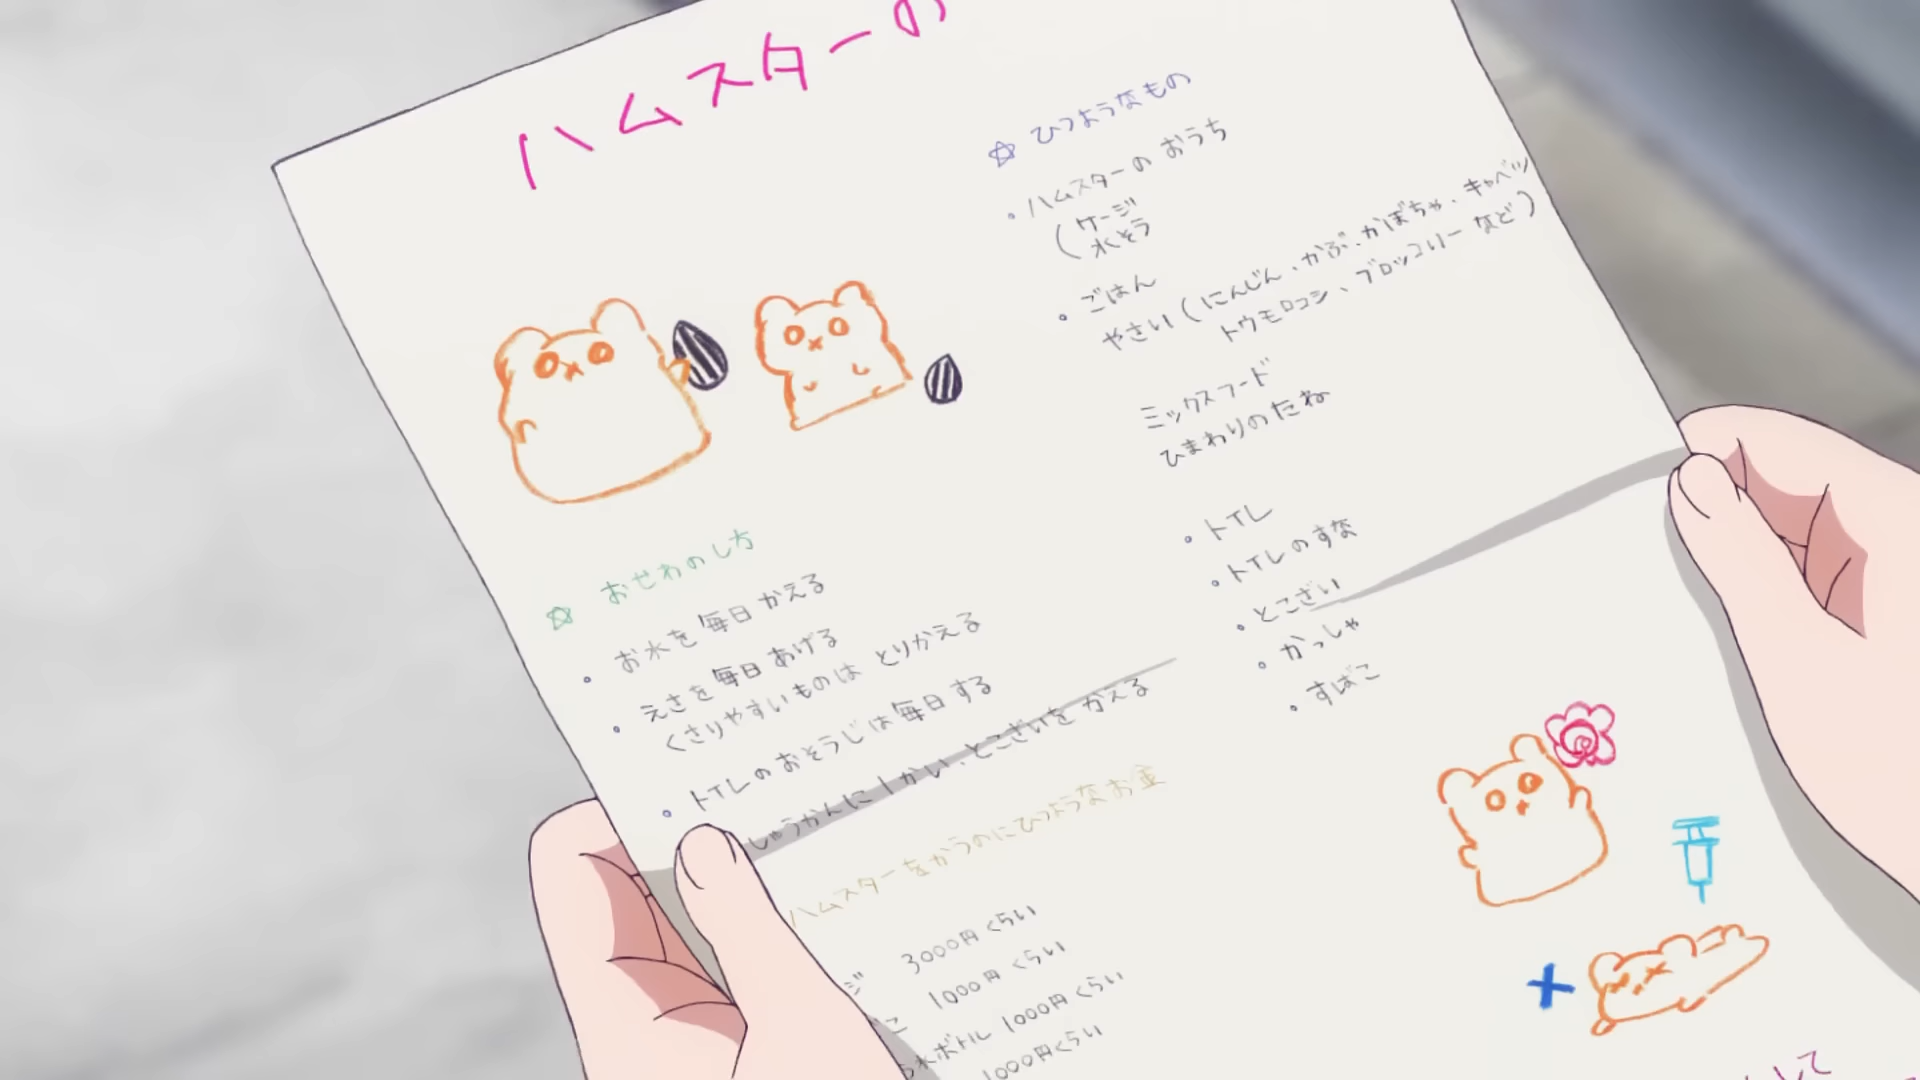 ハムスターの
☆ おせわのし方
・お水を毎日かえる
・えさを毎日あげる
くさりやすいものは とりかえる
・トイレのおそうじは毎日する
しゅうかんに1かい、とこざいを かえる
ハムスターをかうのにひつようなお金
ジ 3000円くらい
こ 1000円くらい
水ボトル 1000円くらい
1000円くらい
☆ ひつようなもの
・ハムスターの おうち
(ケージ
水そう
・ごはん
やさい(にんじん、かぶ、かぼちゃ、キャベツ
トウモロコシ、ブロッコリーなど)
ミックスフード
ひまわりのたね
・トイレ
・トイレのすな
・とこざい
・かっしゃ
・すばこ
して